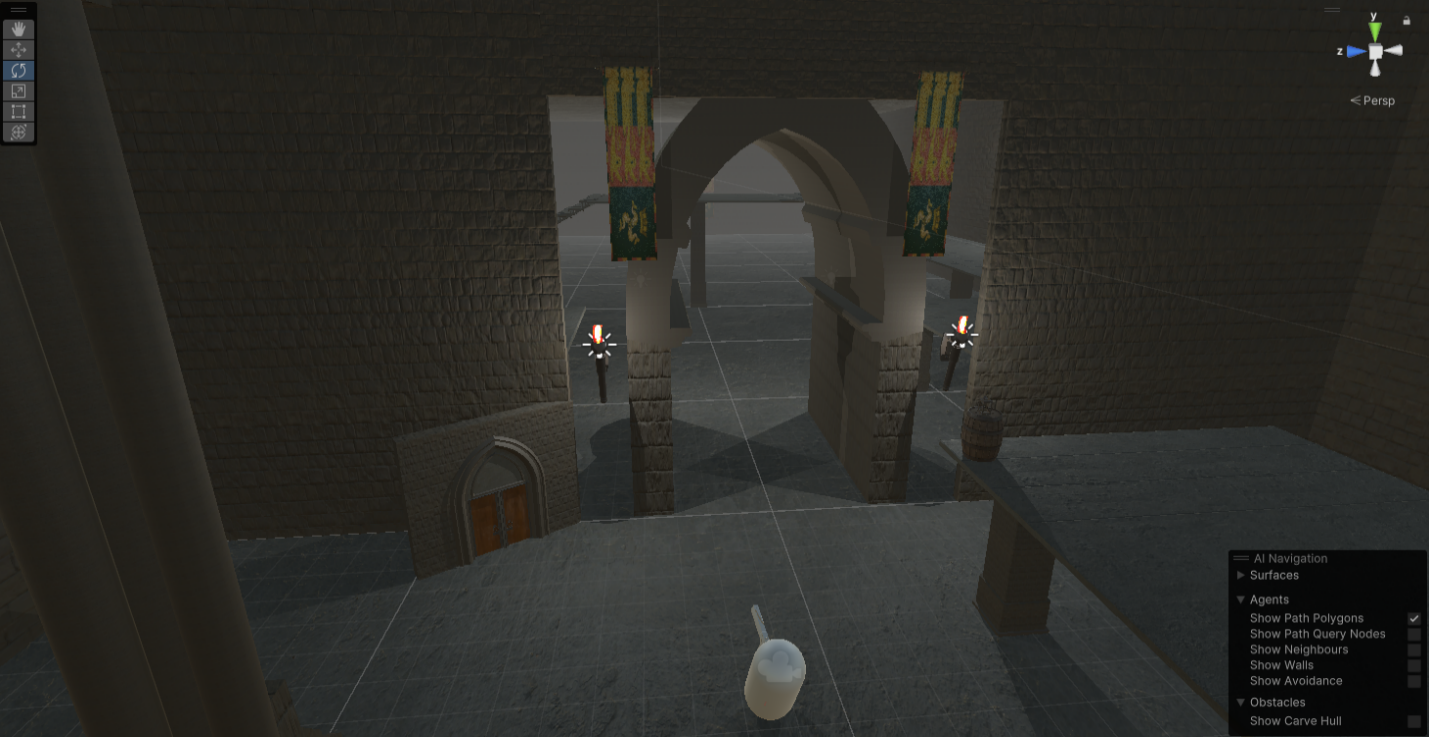 y
z
Persp
AI Navigation
Surfaces
Agents
Show Path Polygons
Show Path Query Nodes
Show Neighbours
Show Walls
Show Avoidance
Obstacles
Show Carve Hull